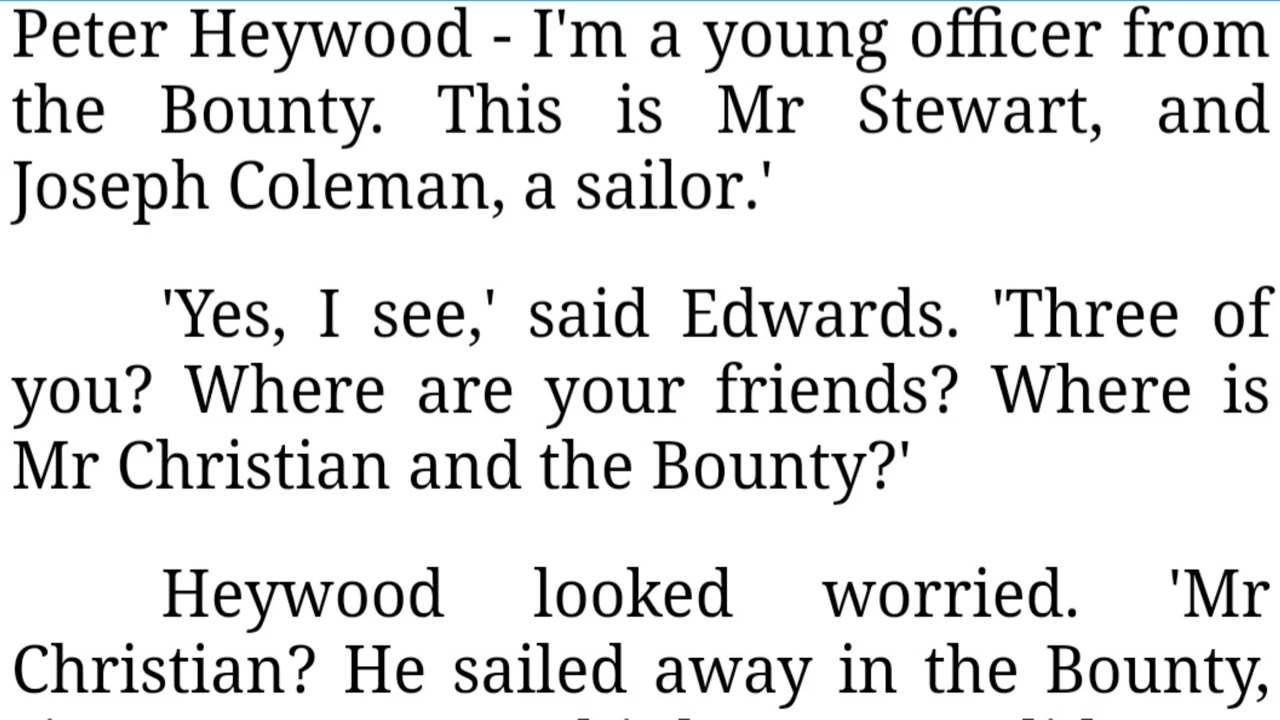 Peter Heywood - I'm a young officer from
the Bounty. This is Mr Stewart, and
Joseph Coleman, a sailor.'
'Yes, I see,' said Edwards. 'Three of
you? Where are your friends? Where is
Mr Christian and the Bounty?'
Heywood looked worried. 'Mr
Christian? He sailed away in the Bounty,